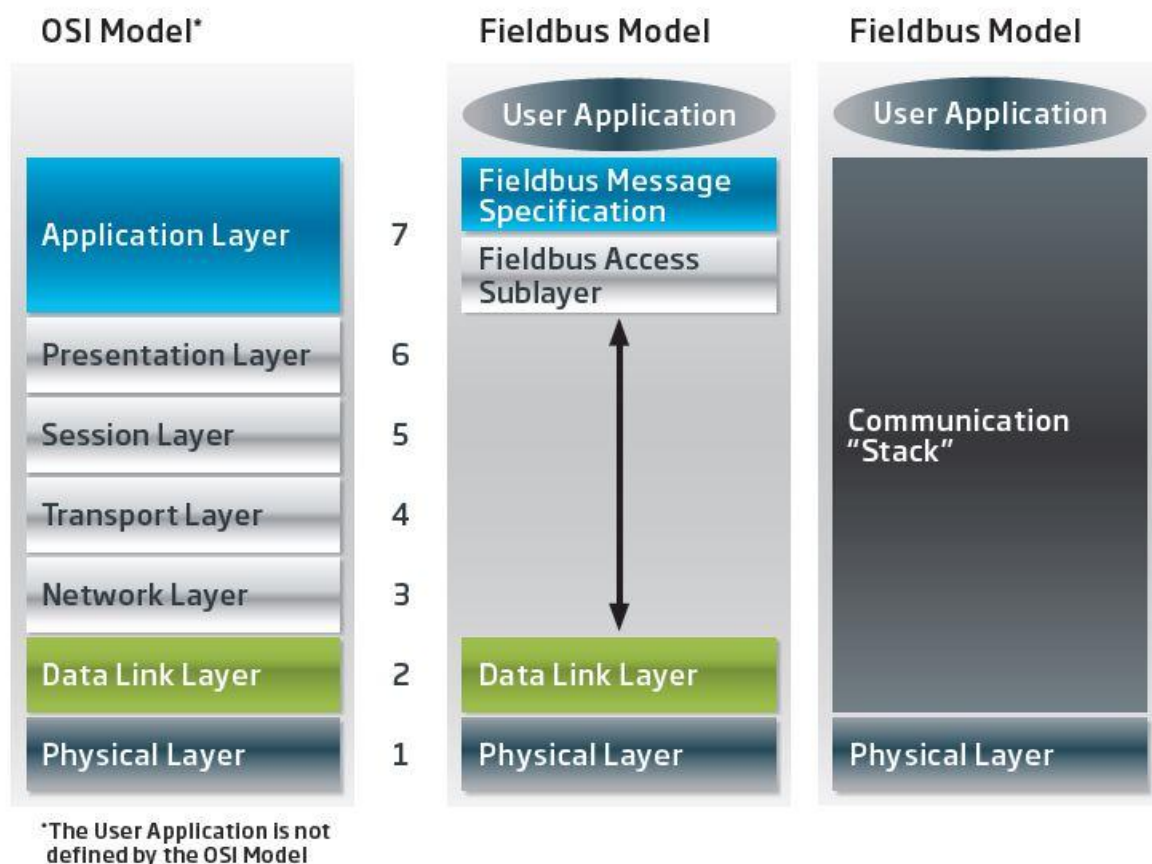 OSI Model*
Application Layer
Presentation Layer
Session Layer
Transport Layer
Network Layer
Data Link Layer
Physical Layer
*The User Application is not
defined by the OSI Model
7
6
5
4
3
2
1
Fieldbus Model
User Application
Fieldbus Message
Specification
Fieldbus Access
Sublayer
Data Link Layer
Physical Layer
Fieldbus Model
User Application
Communication
"Stack"
Physical Layer